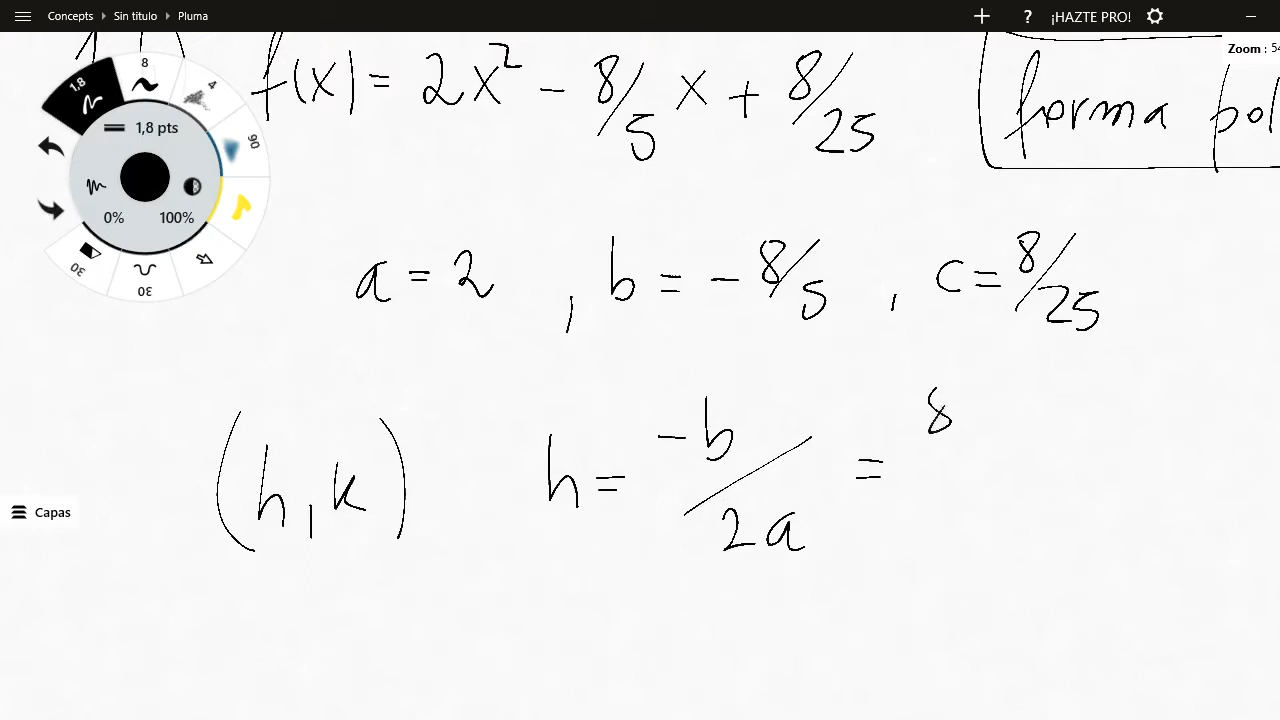 Concepts › Sin título › Pluma
+ ? ¡HAZTE PRO! −
Zoom : 54
1,8 8 4 90
1,8 pts
0% 100%
30 30
f(x) = 2x² - 8/5 x + 8/25
forma pol
a = 2 , b = - 8/5 , c = 8/25
(h, k) h = -b/2a = 8
Capas